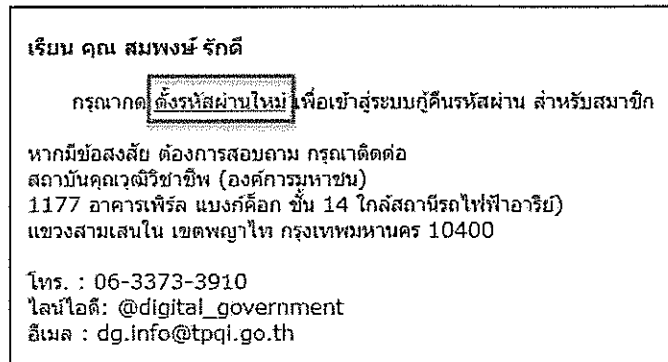 เรียน คุณ สมพงษ์ รักดี
กรุณากด ตั้งรหัสผ่านใหม่ เพื่อเข้าสู่ระบบกู้คืนรหัสผ่าน สำหรับสมาชิก
หากมีข้อสงสัย ต้องการสอบถาม กรุณาติดต่อ
สถาบันคุณวุฒิวิชาชีพ (องค์การมหาชน)
1177 อาคารเพิร์ล แบงก์ค็อก ชั้น 14 ใกล้สถานีรถไฟฟ้าอารีย์)
แขวงสามเสนใน เขตพญาไท กรุงเทพมหานคร 10400
โทร. : 06-3373-3910
ไลน์ไอดี: @digital_government
อีเมล : dg.info@tpqi.go.th